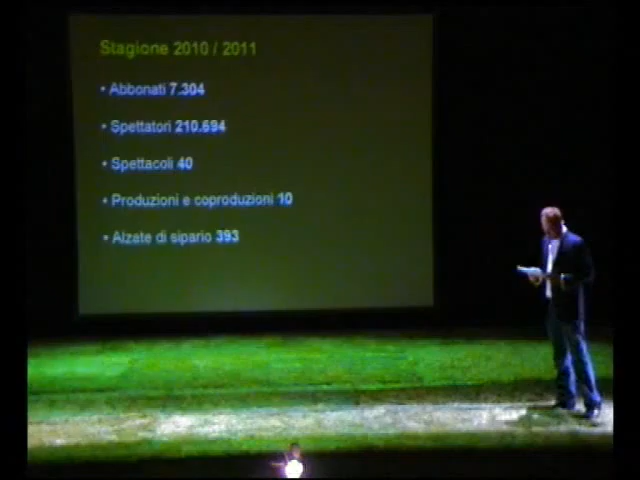 Stagione 2010 / 2011
• Abbonati 7.304
• Spettatori 210.694
• Spettacoli 40
• Produzioni e coproduzioni 10
• Alzate di sipario 393